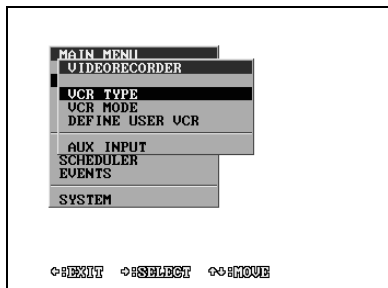 MAIN MENU
VIDEORECORDER
VCR TYPE
VCR MODE
DEFINE USER VCR
AUX INPUT
SCHEDULER
EVENTS
SYSTEM
←:EXIT →:SELECT ↑↓:MOVE